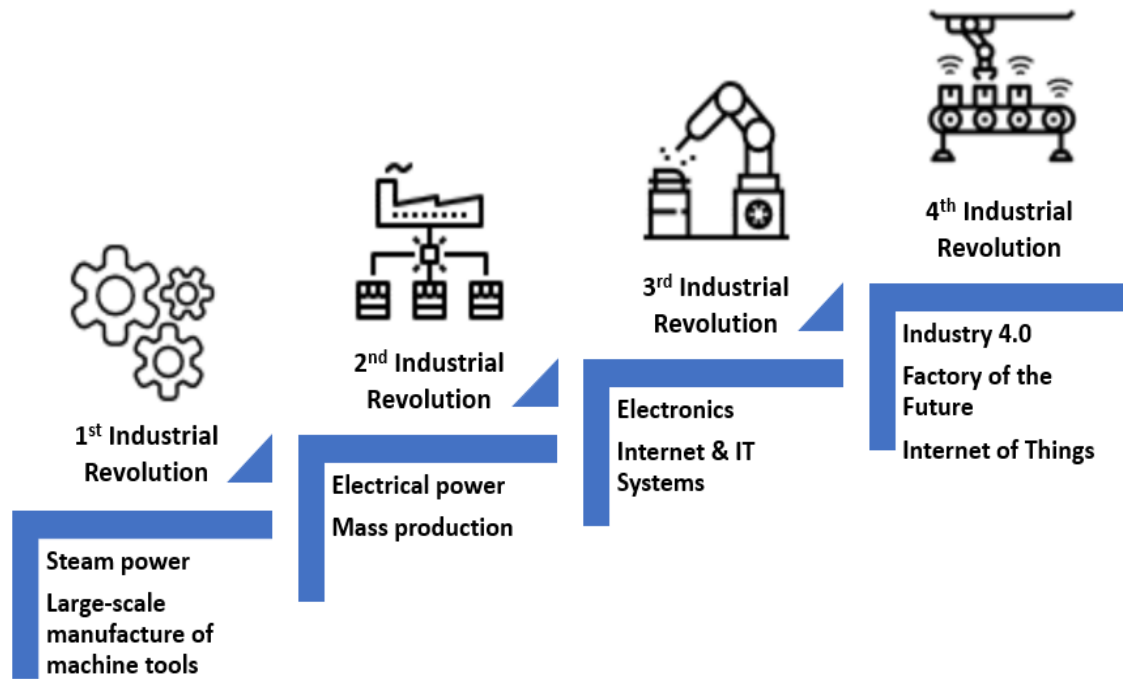 1st Industrial
Revolution
Steam power
Large-scale
manufacture of
machine tools
2nd Industrial
Revolution
Electrical power
Mass production
3rd Industrial
Revolution
Electronics
Internet & IT
Systems
4th Industrial
Revolution
Industry 4.0
Factory of the
Future
Internet of Things